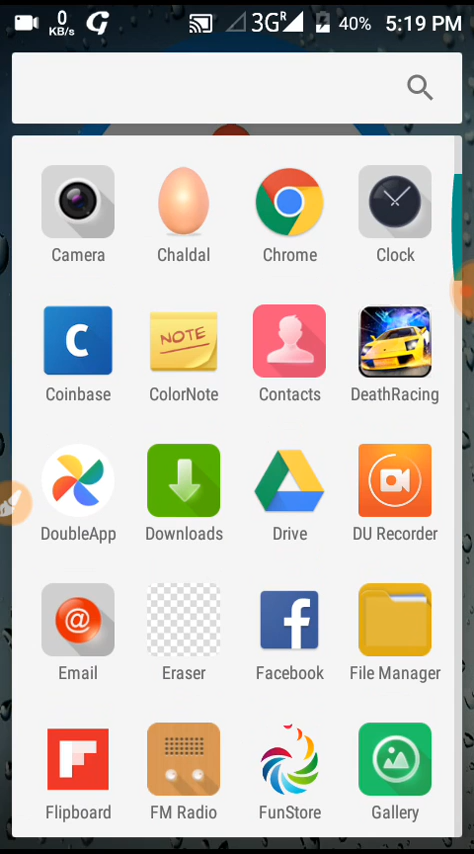 0 KB/s G 3G R 40% 5:19 PM
Camera Chaldal Chrome Clock
C NOTE
Coinbase ColorNote Contacts DeathRacing
DoubleApp Downloads Drive DU Recorder
@ f
Email Eraser Facebook File Manager
Flipboard FM Radio FunStore Gallery